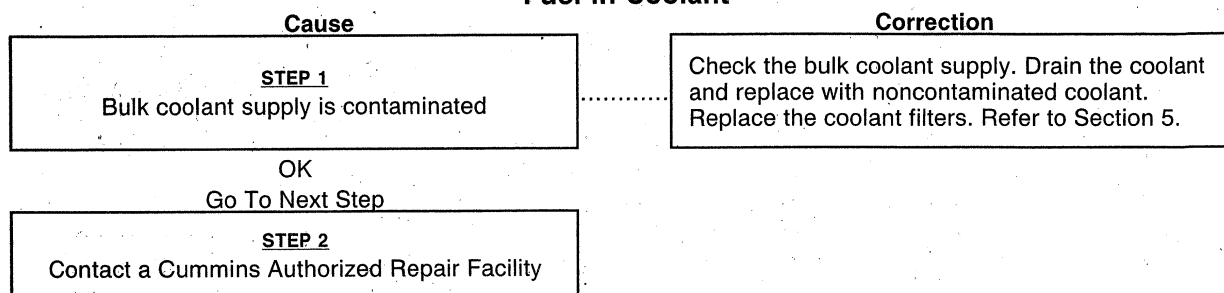 Fuel in Coolant
Cause
Correction
STEP 1
Bulk coolant supply is contaminated
Check the bulk coolant supply. Drain the coolant
and replace with noncontaminated coolant.
Replace the coolant filters. Refer to Section 5.
OK
Go To Next Step
STEP 2
Contact a Cummins Authorized Repair Facility